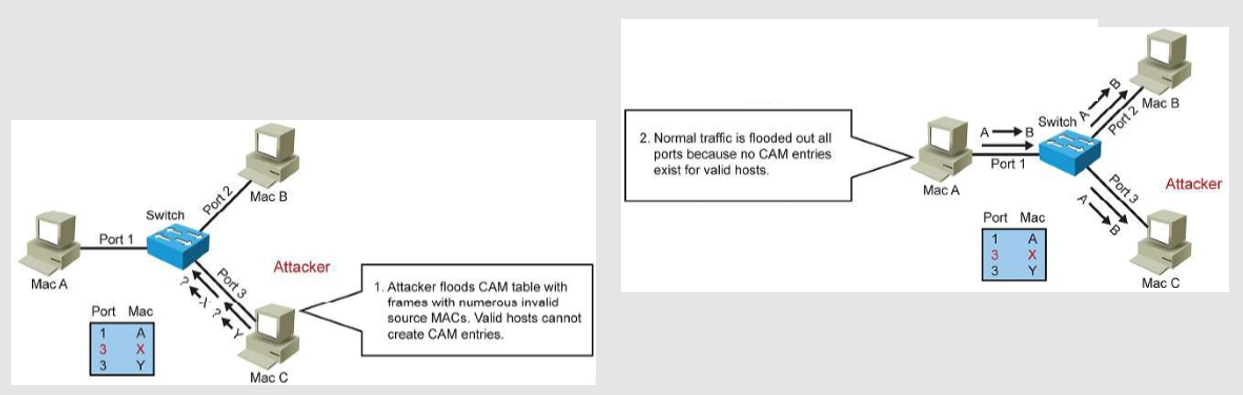 Mac B
Port 2
Switch
Port 1
Mac A
Port 3
Attacker
? X ? Y
1. Attacker floods CAM table with
frames with numerous invalid
source MACs. Valid hosts cannot
create CAM entries.
Port Mac
1 A
3 X
3 Y
Mac C
2. Normal traffic is flooded out all
ports because no CAM entries
exist for valid hosts.
Mac A
A B
Port 1
Switch
A B
Port 2
Mac B
Port 3
A B
Attacker
Port Mac
1 A
3 X
3 Y
Mac C